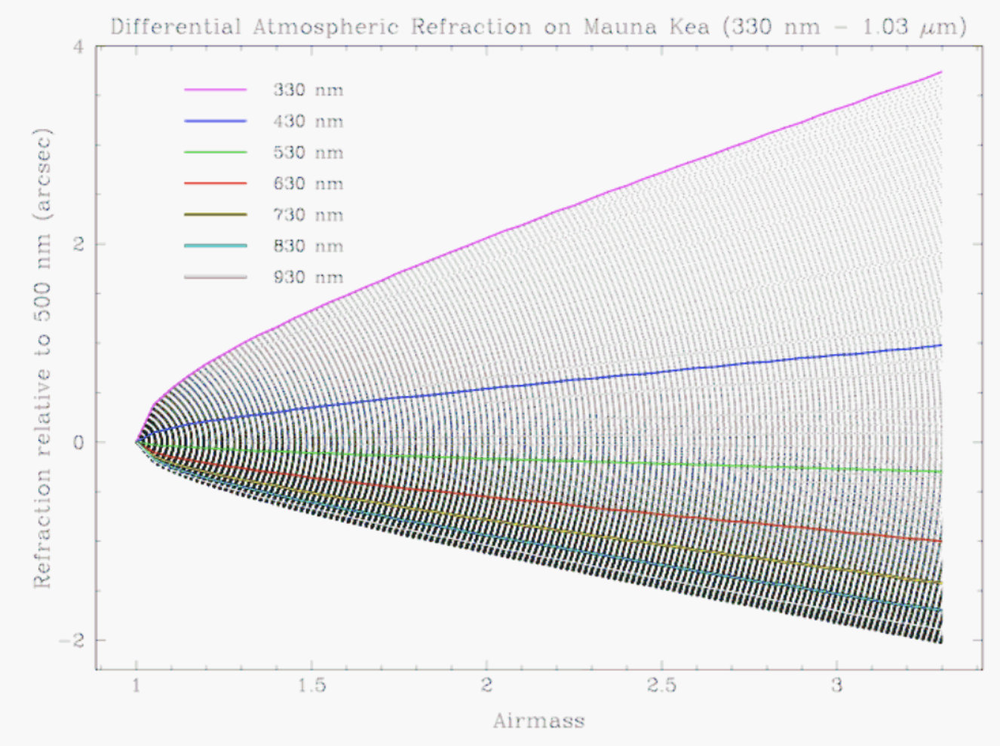 Differential Atmospheric Refraction on Mauna Kea (330 nm – 1.03 μm)
4
2
0
−2
Refraction relative to 500 nm (arcsec)
330 nm
430 nm
530 nm
630 nm
730 nm
830 nm
930 nm
1 1.5 2 2.5 3
Airmass